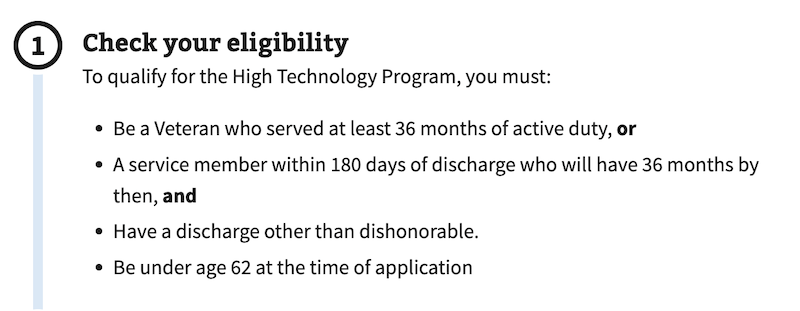 1
Check your eligibility
To qualify for the High Technology Program, you must:
• Be a Veteran who served at least 36 months of active duty, or
• A service member within 180 days of discharge who will have 36 months by
then, and
• Have a discharge other than dishonorable.
• Be under age 62 at the time of application